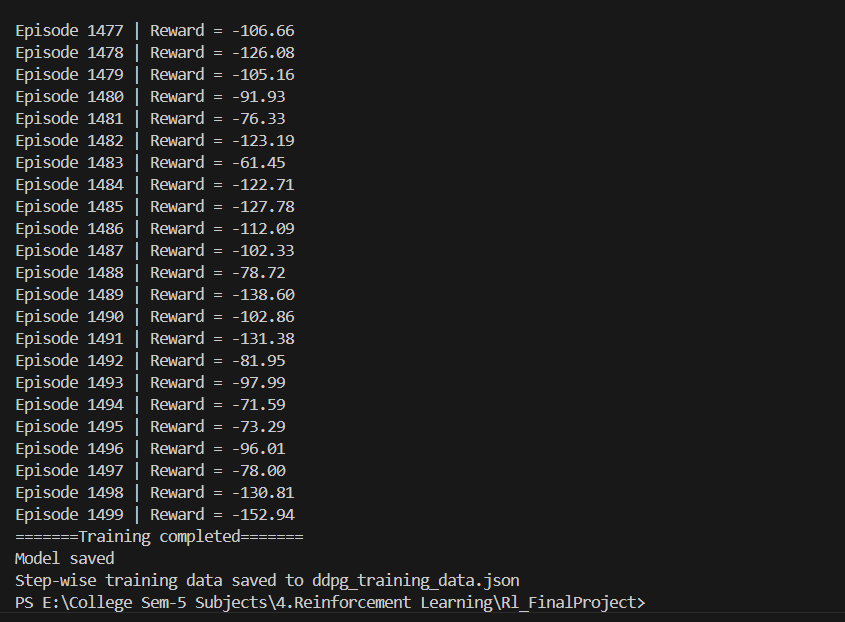 Episode 1477 | Reward = -106.66
Episode 1478 | Reward = -126.08
Episode 1479 | Reward = -105.16
Episode 1480 | Reward = -91.93
Episode 1481 | Reward = -76.33
Episode 1482 | Reward = -123.19
Episode 1483 | Reward = -61.45
Episode 1484 | Reward = -122.71
Episode 1485 | Reward = -127.78
Episode 1486 | Reward = -112.09
Episode 1487 | Reward = -102.33
Episode 1488 | Reward = -78.72
Episode 1489 | Reward = -138.60
Episode 1490 | Reward = -102.86
Episode 1491 | Reward = -131.38
Episode 1492 | Reward = -81.95
Episode 1493 | Reward = -97.99
Episode 1494 | Reward = -71.59
Episode 1495 | Reward = -73.29
Episode 1496 | Reward = -96.01
Episode 1497 | Reward = -78.00
Episode 1498 | Reward = -130.81
Episode 1499 | Reward = -152.94
=======Training completed=======
Model saved
Step-wise training data saved to ddpg_training_data.json
PS E:\College Sem-5 Subjects\4.Reinforcement Learning\Rl_FinalProject>